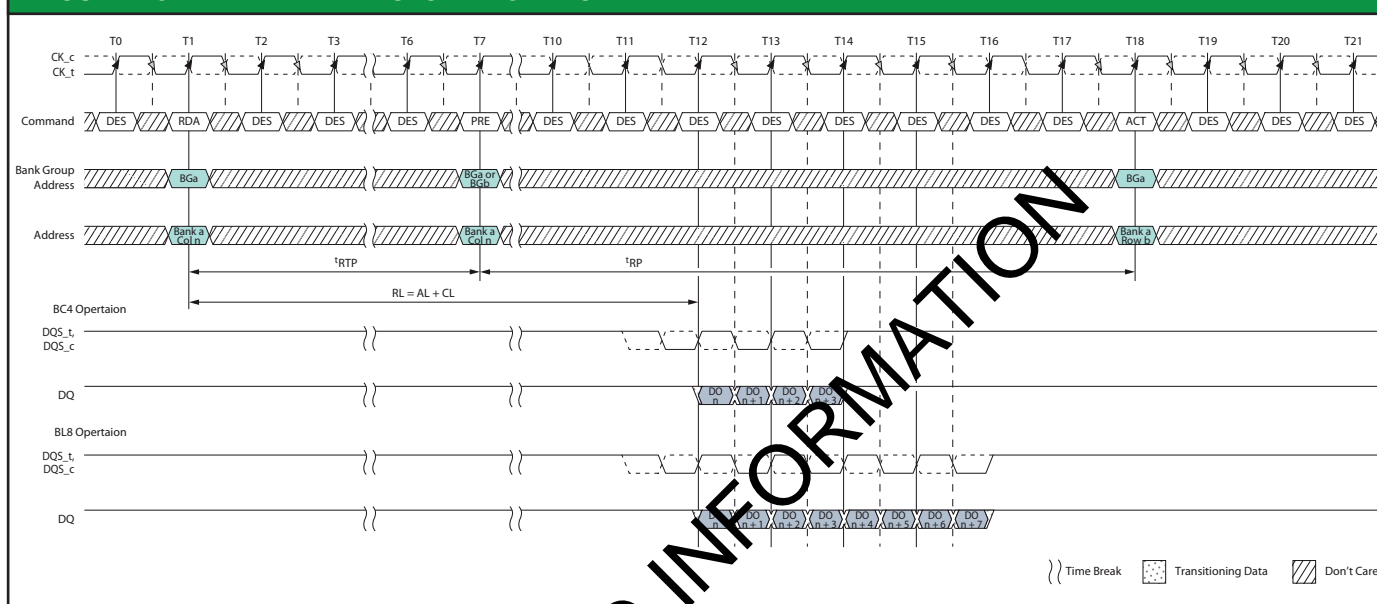 T0 T1 T2 T3 T6 T7 T10 T11 T12 T13 T14 T15 T16 T17 T18 T19 T20 T21
CK_c
CK_t
Command DES RDA DES DES DES PRE DES DES DES DES DES DES DES DES ACT DES DES DES
Bank Group
Address
BGa
BGa or
BGb
BGa
Address
Bank a
Col n
Bank a
Col n
Bank a
Row b
tRTP tRP
RL = AL + CL
BC4 Opertaion
DQS_t,
DQS_c
DQ
DO
n
DO
n + 1
DO
n + 2
DO
n + 3
BL8 Opertaion
DQS_t,
DQS_c
DQ
DO
n
DO
n + 1
DO
n + 2
DO
n + 3
DO
n + 4
DO
n + 5
DO
n + 6
DO
n + 7
INFORMATION
Time Break Transitioning Data Don't Care